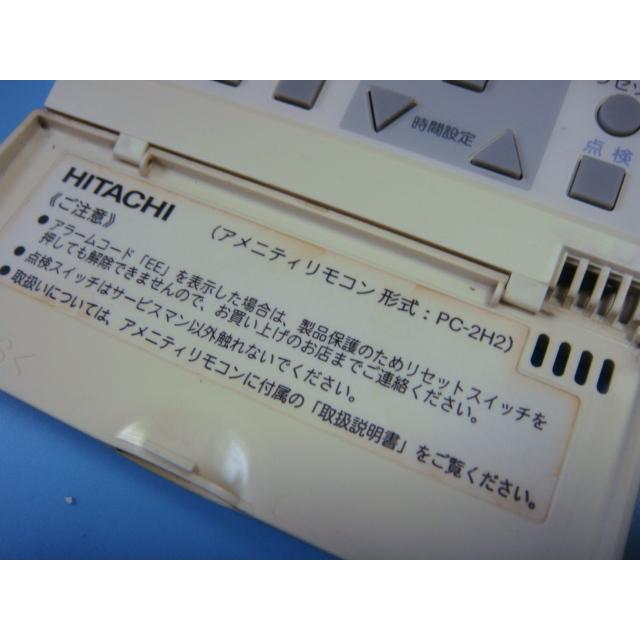 時間設定
点検
HITACHI
(アメニティリモコン 形式：PC-2H2)
《ご注意》
●アラームコード「EE」を表示した場合は、製品保護のためリセットスイッチを
押しても解除できませんので、お買い上げのお店までご連絡ください。
●点検スイッチはサービスマン以外触れないでください。
●取扱いについては、アメニティリモコンに付属の「取扱説明書」をご覧ください。